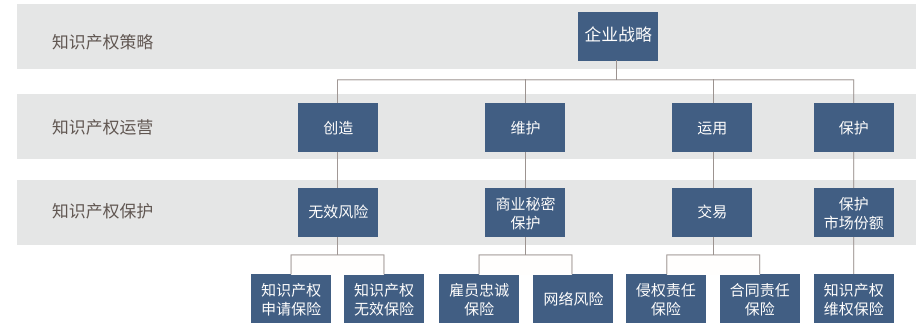 知识产权策略
企业战略
知识产权运营
创造
维护
运用
保护
知识产权保护
无效风险
商业秘密
保护
交易
保护
市场份额
知识产权
申请保险
知识产权
无效保险
雇员忠诚
保险
网络风险
侵权责任
保险
合同责任
保险
知识产权
维权保险